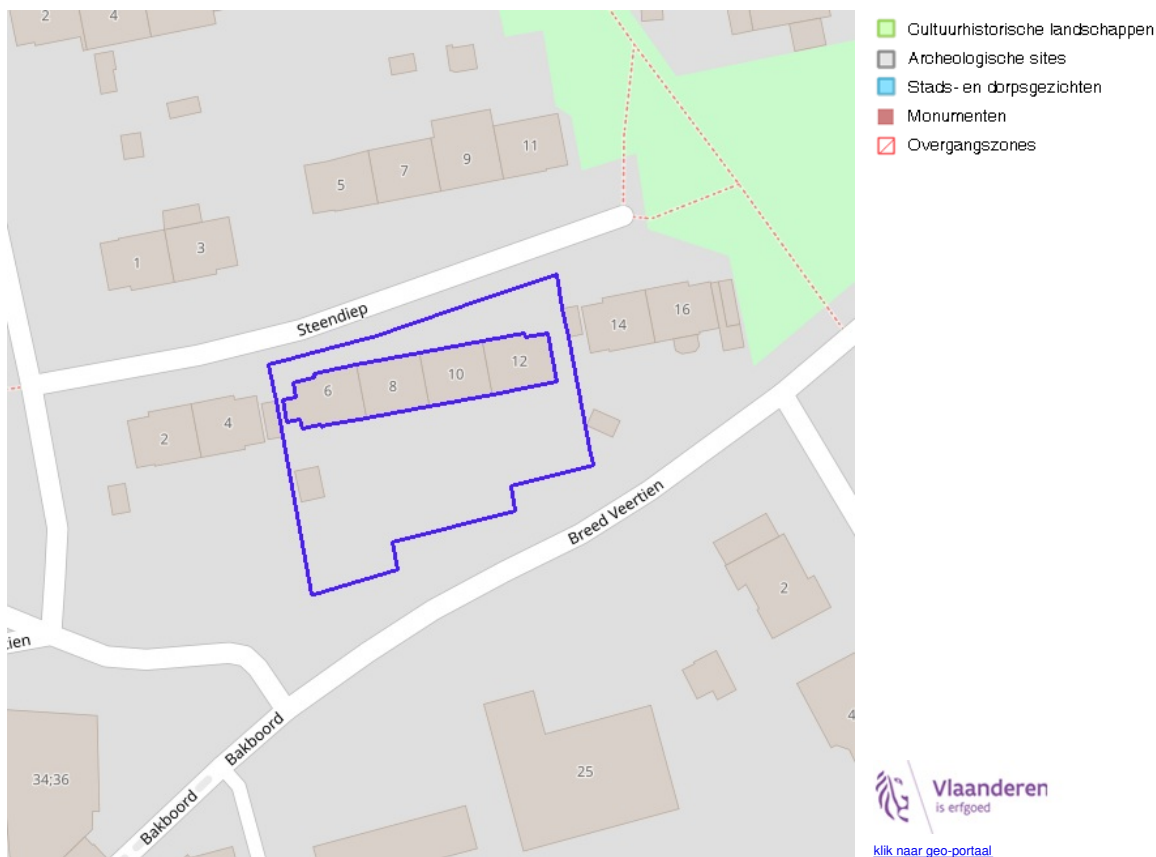 2
4
5
7
9
11
1
3
Steendiep
14
16
6
8
10
12
2
4
Breed Veertien
2
tien
Bakboord
Bakboord
34;36
25
4
Cultuurhistorische landschappen
Archeologische sites
Stads- en dorpsgezichten
Monumenten
Overgangszones
Vlaanderen
is erfgoed
klik naar geo-portaal